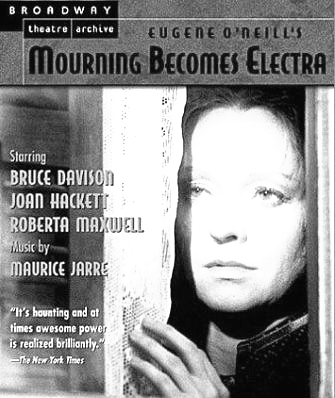 BROADWAY
theatre archive
EUGENE O'NEILL'S
MOURNING BECOMES ELECTRA
Starring
BRUCE DAVISON
JOAN HACKETT
ROBERTA MAXWELL
Music by
MAURICE JARRE
"It's haunting and at
times awesome power
is realized brilliantly."
—The New York Times